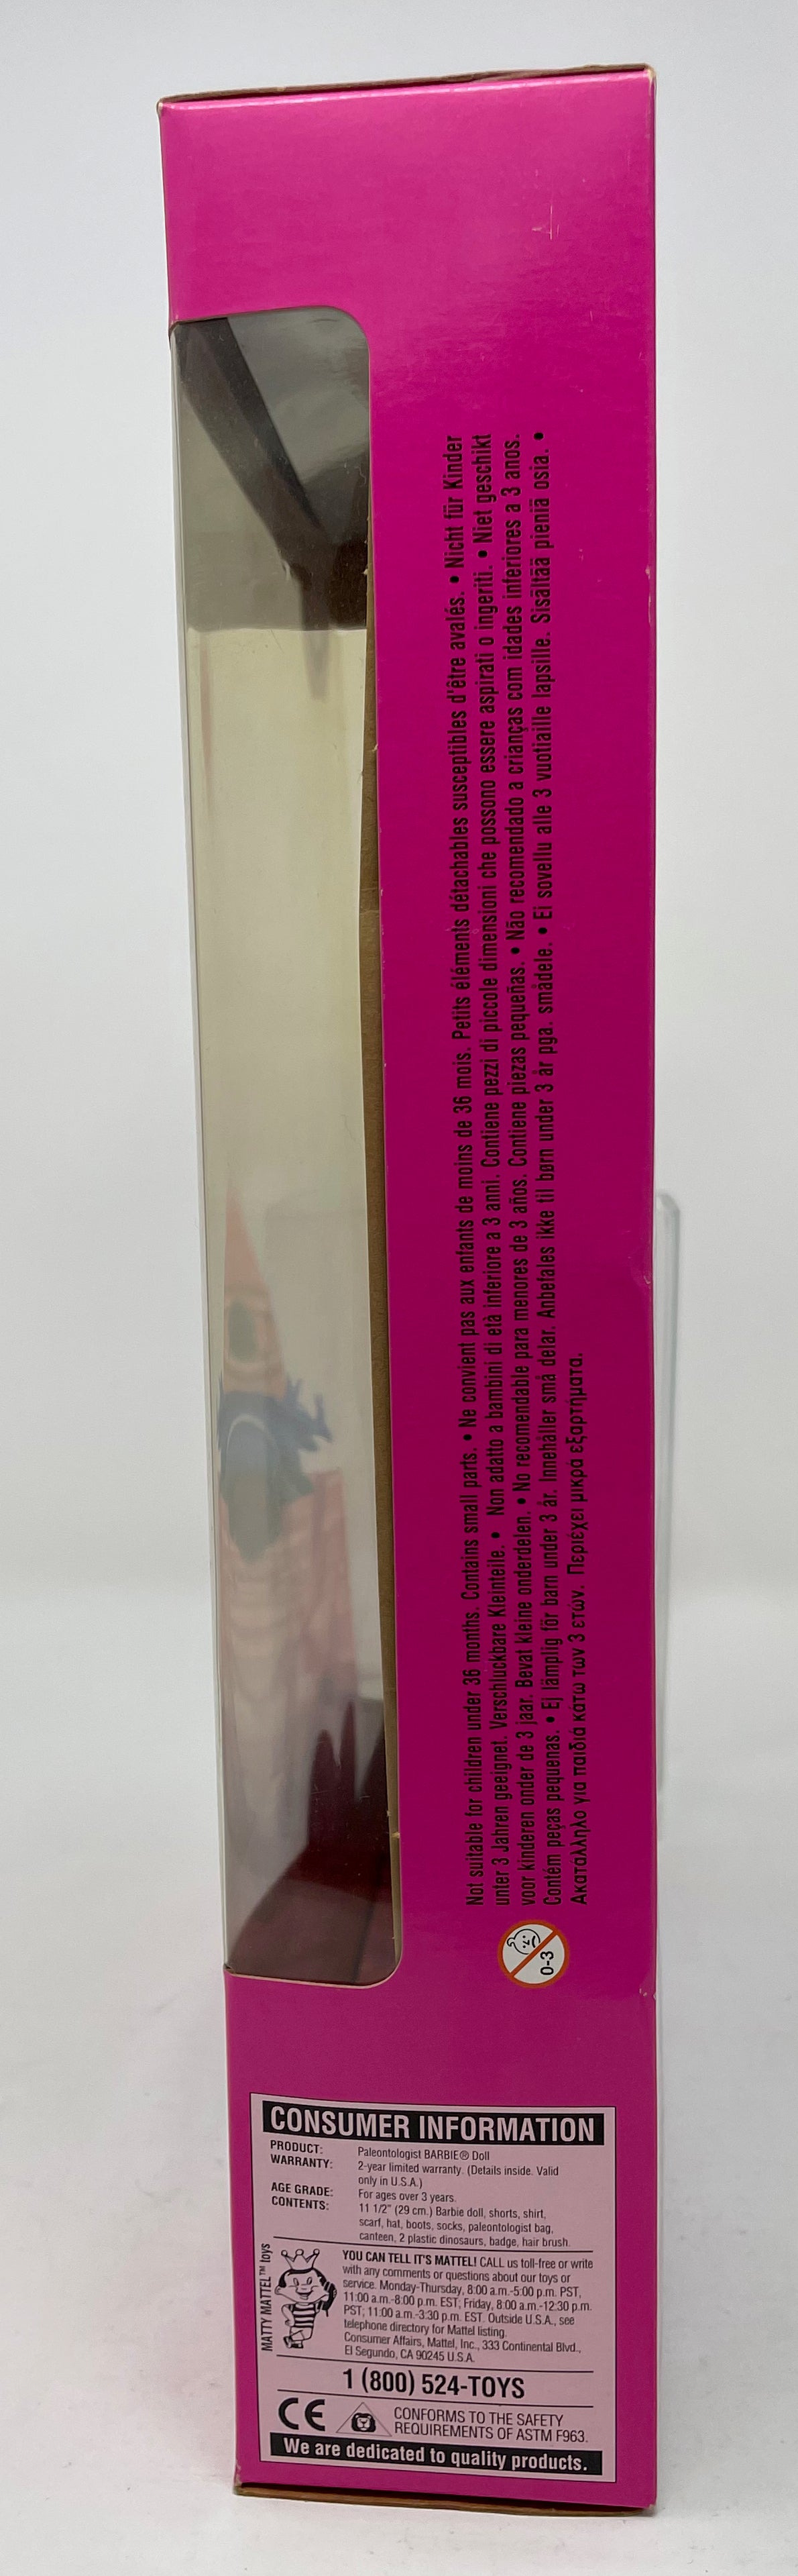 Not suitable for children under 36 months. Contains small parts. • Ne convient pas aux enfants de moins de 36 mois. Petits éléments détachables susceptibles d'être avalés. • Nicht für Kinder
unter 3 Jahren geeignet. Verschluckbare Kleinteile. • Non adatto a bambini di età inferiore a 3 anni. Contiene pezzi di piccole dimensioni che possono essere aspirati o ingeriti. • Niet geschikt
voor kinderen onder de 3 jaar. Bevat kleine onderdelen. • No recomendable para menores de 3 años. Contiene piezas pequeñas. • Não recomendado a crianças com idades inferiores a 3 anos.
Contém peças pequenas. • Ej lämplig för barn under 3 år. Innehåller små delar. Anbefales ikke til børn under 3 år pga. smådele. • Ei sovellu alle 3 vuotiaille lapsille. Sisältää pieniä osia. •
Ακατάλληλο για παιδιά κάτω των 3 ετών. Περιέχει μικρά εξαρτήματα.
0-3
CONSUMER INFORMATION
PRODUCT: Paleontologist BARBIE® Doll
WARRANTY: 2-year limited warranty. (Details inside. Valid
only in U.S.A.)
AGE GRADE: For ages over 3 years.
CONTENTS: 11 1/2" (29 cm.) Barbie doll, shorts, shirt,
scarf, hat, boots, socks, paleontologist bag,
canteen, 2 plastic dinosaurs, badge, hair brush.
MATTY MATTEL™ toys
YOU CAN TELL IT'S MATTEL! CALL us toll-free or write
with any comments or questions about our toys or
service. Monday-Thursday, 8:00 a.m.-5:00 p.m. PST,
11:00 a.m.-8:00 p.m. EST; Friday, 8:00 a.m.-12:30 p.m.
PST; 11:00 a.m.-3:30 p.m. EST. Outside U.S.A., see
telephone directory for Mattel listing.
Consumer Affairs, Mattel, Inc., 333 Continental Blvd.,
El Segundo, CA 90245 U.S.A.
1 (800) 524-TOYS
CE
CONFORMS TO THE SAFETY
REQUIREMENTS OF ASTM F963.
We are dedicated to quality products.